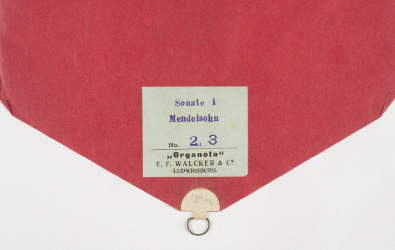 Sonate 1
Mendelsohn
No. 2.. 3
„Organola"
E. F. WALCKER & Cº.
LUDWIGSBURG.